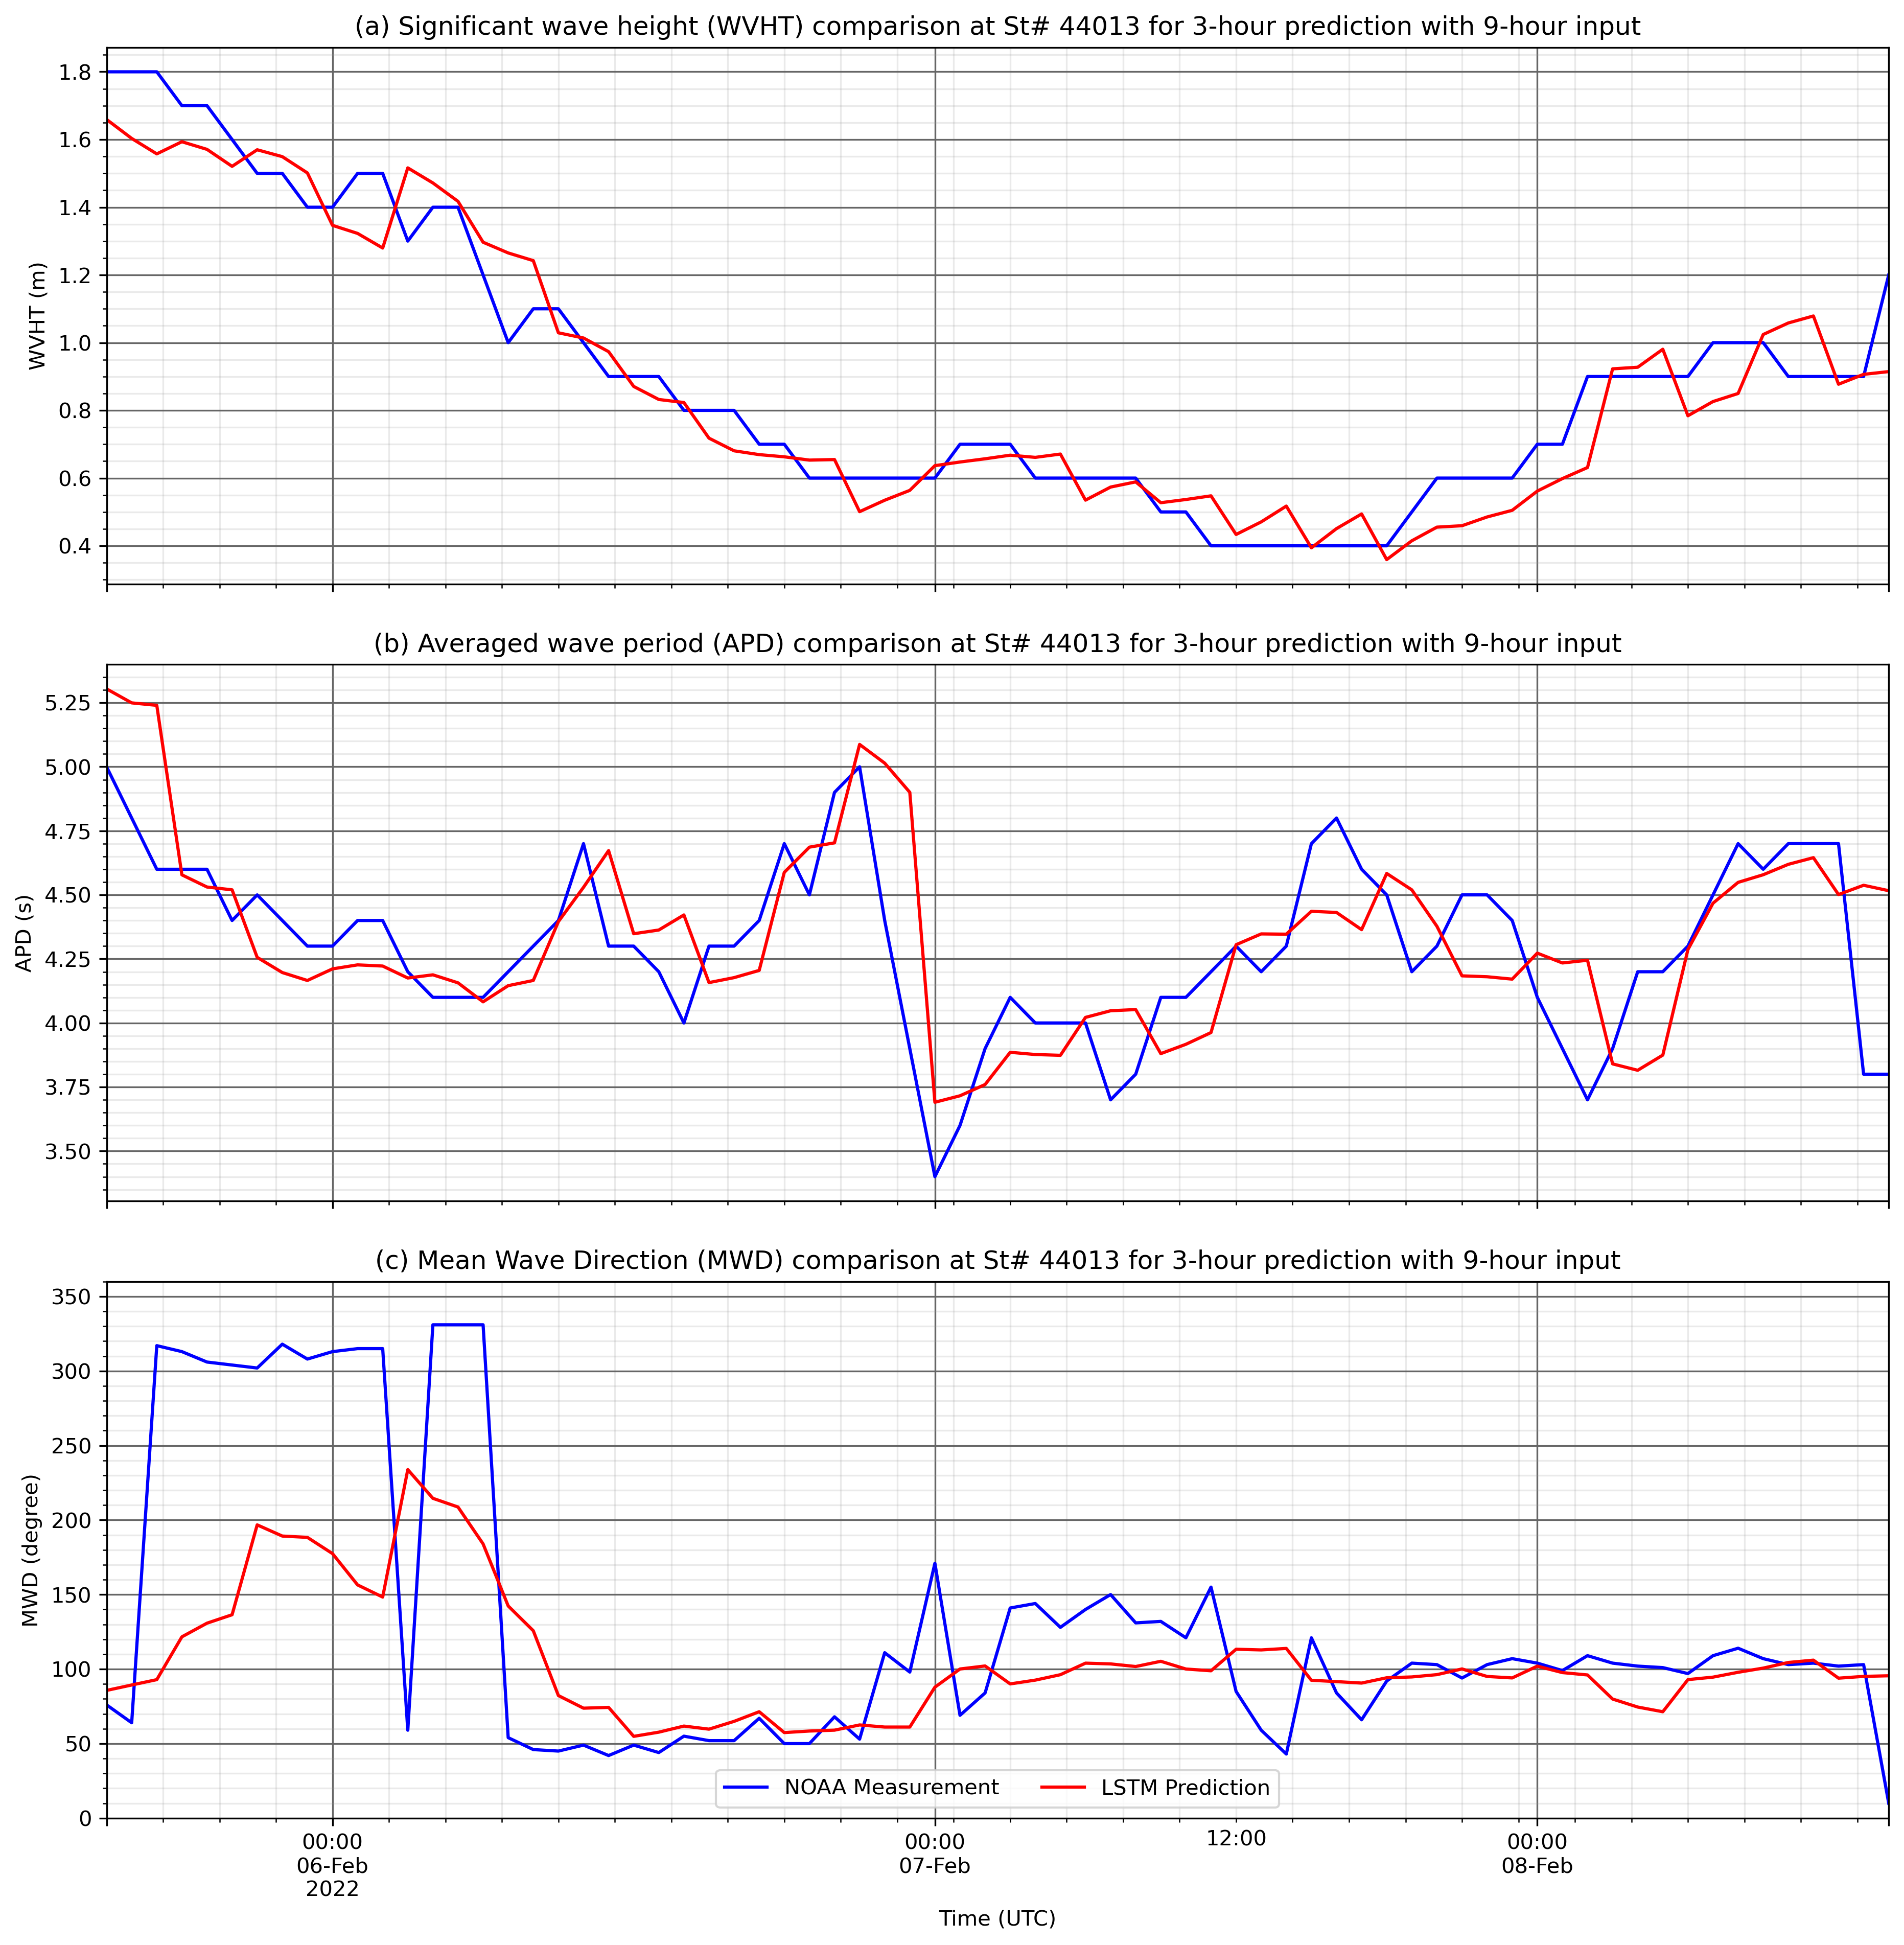 (a) Significant wave height (WVHT) comparison at St# 44013 for 3-hour prediction with 9-hour input
1.8
1.6
1.4
1.2
1.0
0.8
0.6
0.4
WVHT (m)
(b) Averaged wave period (APD) comparison at St# 44013 for 3-hour prediction with 9-hour input
5.25
5.00
4.75
4.50
4.25
4.00
3.75
3.50
APD (s)
(c) Mean Wave Direction (MWD) comparison at St# 44013 for 3-hour prediction with 9-hour input
350
300
250
200
150
100
50
0
MWD (degree)
NOAA Measurement
LSTM Prediction
00:00
06-Feb
2022
00:00
07-Feb
12:00
00:00
08-Feb
Time (UTC)